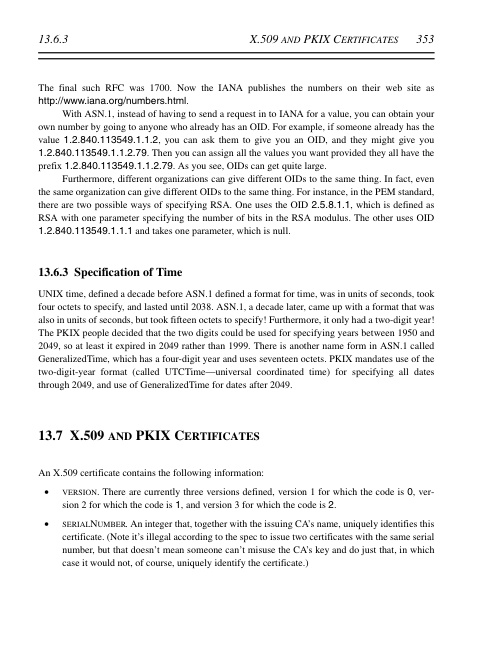 13.6.3 X.509 AND PKIX CERTIFICATES 353
The final such RFC was 1700. Now the IANA publishes the numbers on their web site as
http://www.iana.org/numbers.html.
With ASN.1, instead of having to send a request in to IANA for a value, you can obtain your
own number by going to anyone who already has an OID. For example, if someone already has the
value 1.2.840.113549.1.1.2, you can ask them to give you an OID, and they might give you
1.2.840.113549.1.1.2.79. Then you can assign all the values you want provided they all have the
prefix 1.2.840.113549.1.1.2.79. As you see, OIDs can get quite large.
Furthermore, different organizations can give different OIDs to the same thing. In fact, even
the same organization can give different OIDs to the same thing. For instance, in the PEM standard,
there are two possible ways of specifying RSA. One uses the OID 2.5.8.1.1, which is defined as
RSA with one parameter specifying the number of bits in the RSA modulus. The other uses OID
1.2.840.113549.1.1.1 and takes one parameter, which is null.
13.6.3 Specification of Time
UNIX time, defined a decade before ASN.1 defined a format for time, was in units of seconds, took
four octets to specify, and lasted until 2038. ASN.1, a decade later, came up with a format that was
also in units of seconds, but took fifteen octets to specify! Furthermore, it only had a two-digit year!
The PKIX people decided that the two digits could be used for specifying years between 1950 and
2049, so at least it expired in 2049 rather than 1999. There is another name form in ASN.1 called
GeneralizedTime, which has a four-digit year and uses seventeen octets. PKIX mandates use of the
two-digit-year format (called UTCTime—universal coordinated time) for specifying all dates
through 2049, and use of GeneralizedTime for dates after 2049.
13.7 X.509 AND PKIX CERTIFICATES
An X.509 certificate contains the following information:
• VERSION. There are currently three versions defined, version 1 for which the code is 0, ver-
sion 2 for which the code is 1, and version 3 for which the code is 2.
• SERIALNUMBER. An integer that, together with the issuing CA's name, uniquely identifies this
certificate. (Note it's illegal according to the spec to issue two certificates with the same serial
number, but that doesn't mean someone can't misuse the CA's key and do just that, in which
case it would not, of course, uniquely identify the certificate.)